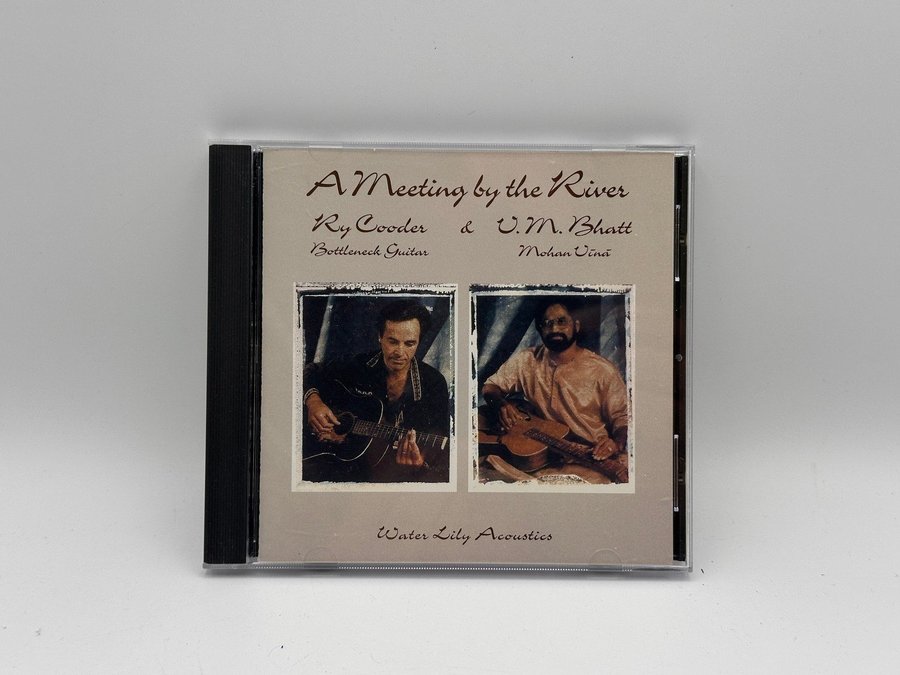 A Meeting by the River
Ry Cooder & V. M. Bhatt
Bottleneck Guitar Mohan Vīnā
Water Lily Acoustics